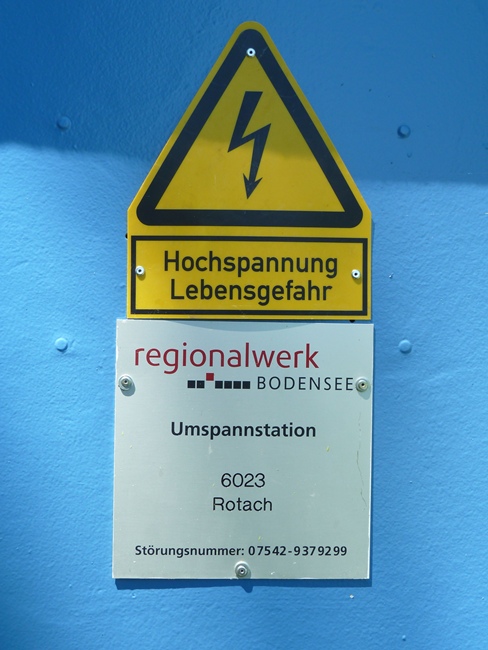 Hochspannung
Lebensgefahr
regionalwerk
BODENSEE
Umspannstation
6023
Rotach
Störungsnummer: 07542-9379299